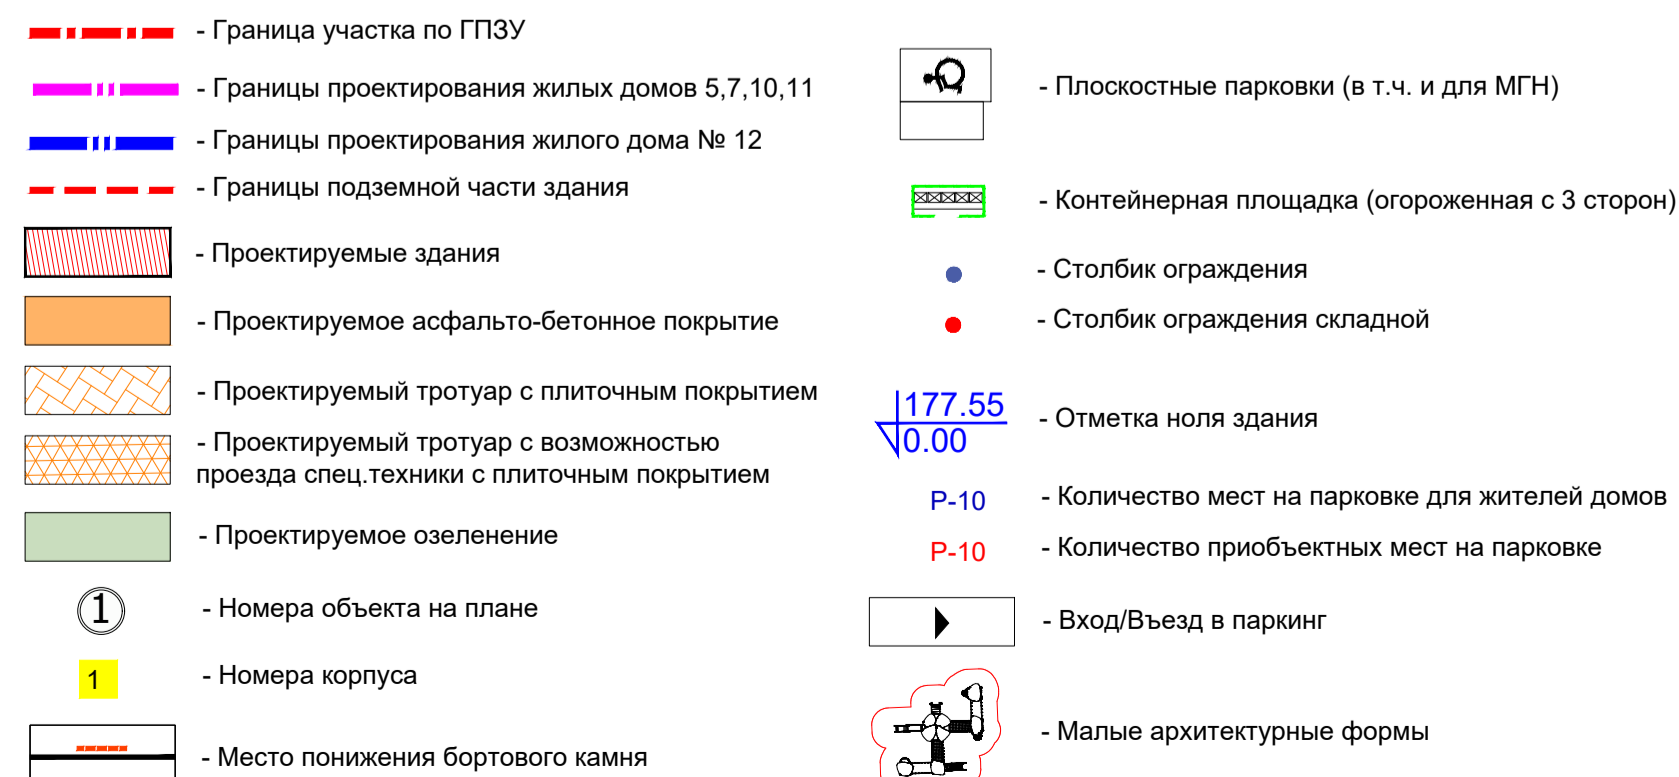 - Граница участка по ГПЗУ
- Границы проектирования жилых домов 5,7,10,11
- Границы проектирования жилого дома № 12
- Границы подземной части здания
- Проектируемые здания
- Проектируемое асфальто-бетонное покрытие
- Проектируемый тротуар с плиточным покрытием
- Проектируемый тротуар с возможностью
проезда спец.техники с плиточным покрытием
- Проектируемое озеленение
1 - Номера объекта на плане
1 - Номера корпуса
- Место понижения бортового камня
- Плоскостные парковки (в т.ч. и для МГН)
- Контейнерная площадка (огороженная с 3 сторон)
- Столбик ограждения
- Столбик ограждения складной
177.55
0.00
- Отметка ноля здания
Р-10 - Количество мест на парковке для жителей домов
Р-10 - Количество приобъектных мест на парковке
- Вход/Въезд в паркинг
- Малые архитектурные формы